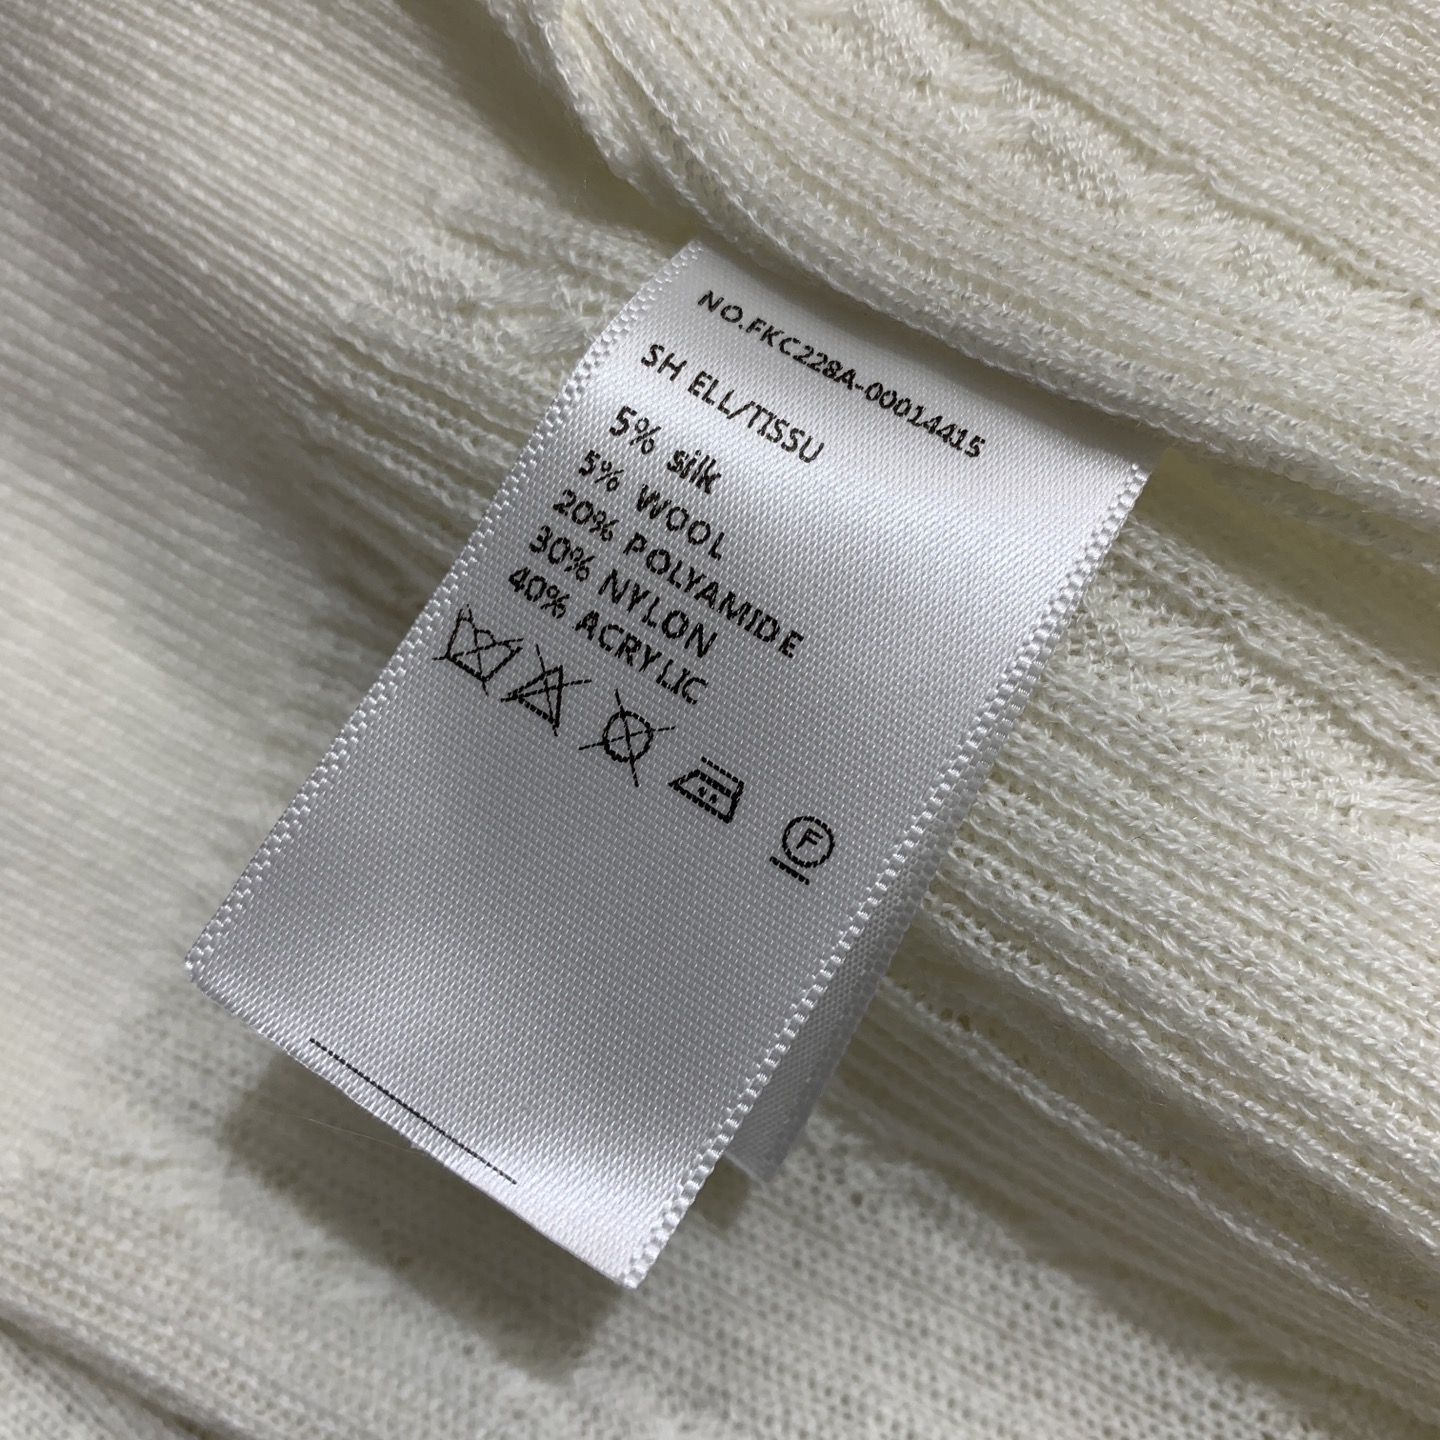 NO.FKC228A-00014415
SH ELL/TISSU
5% silk
5% WOOL
20% POLYAMIDE
30% NYLON
40% ACRYLIC
F